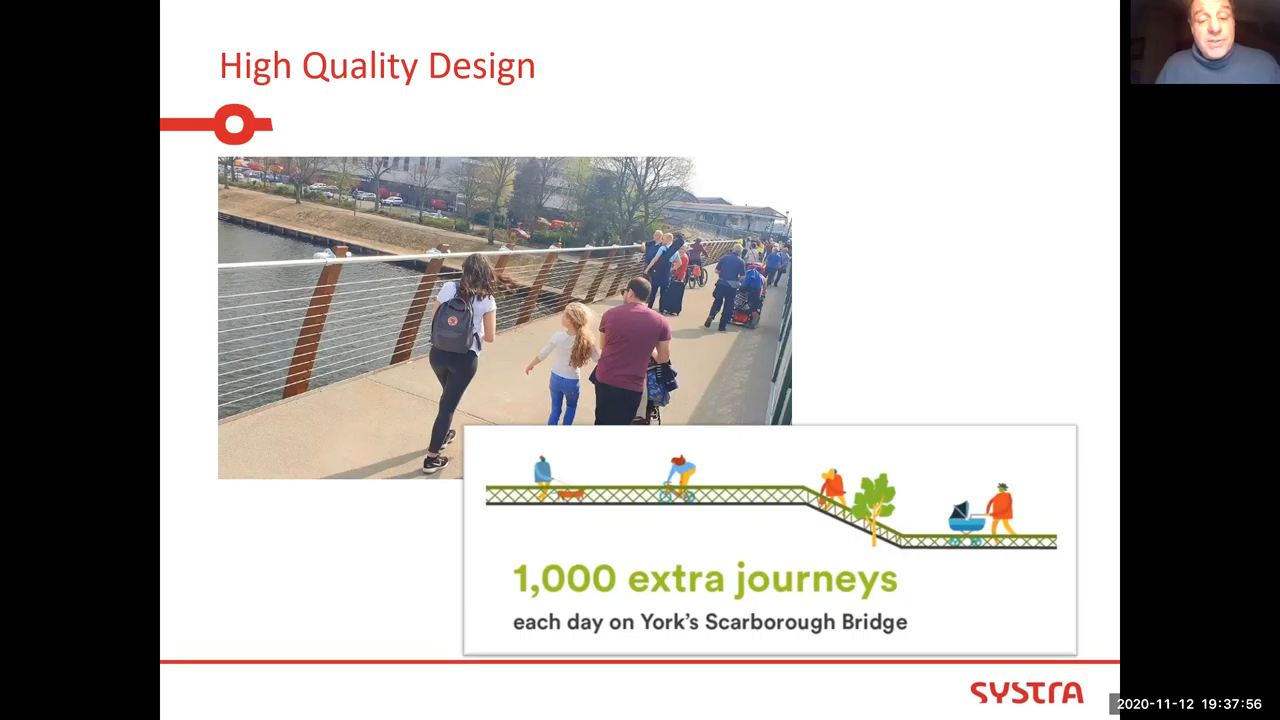 High Quality Design
1,000 extra journeys
each day on York's Scarborough Bridge
SYSTRA
2020-11-12 19:37:56